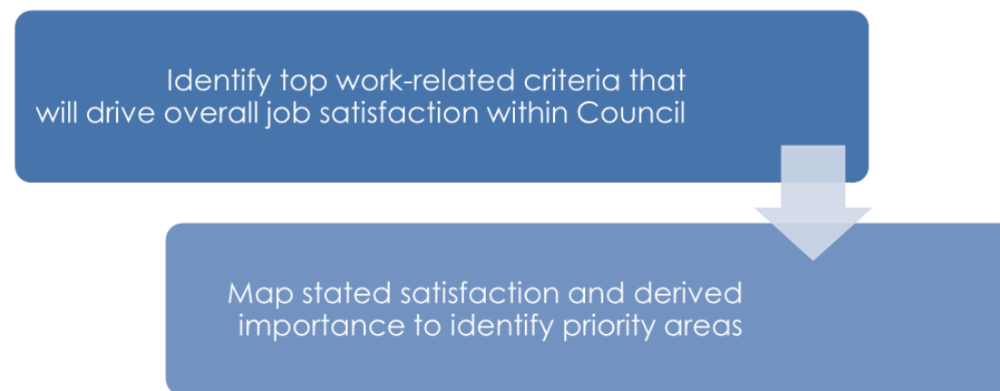 Identify top work-related criteria that
will drive overall job satisfaction within Council
Map stated satisfaction and derived
importance to identify priority areas